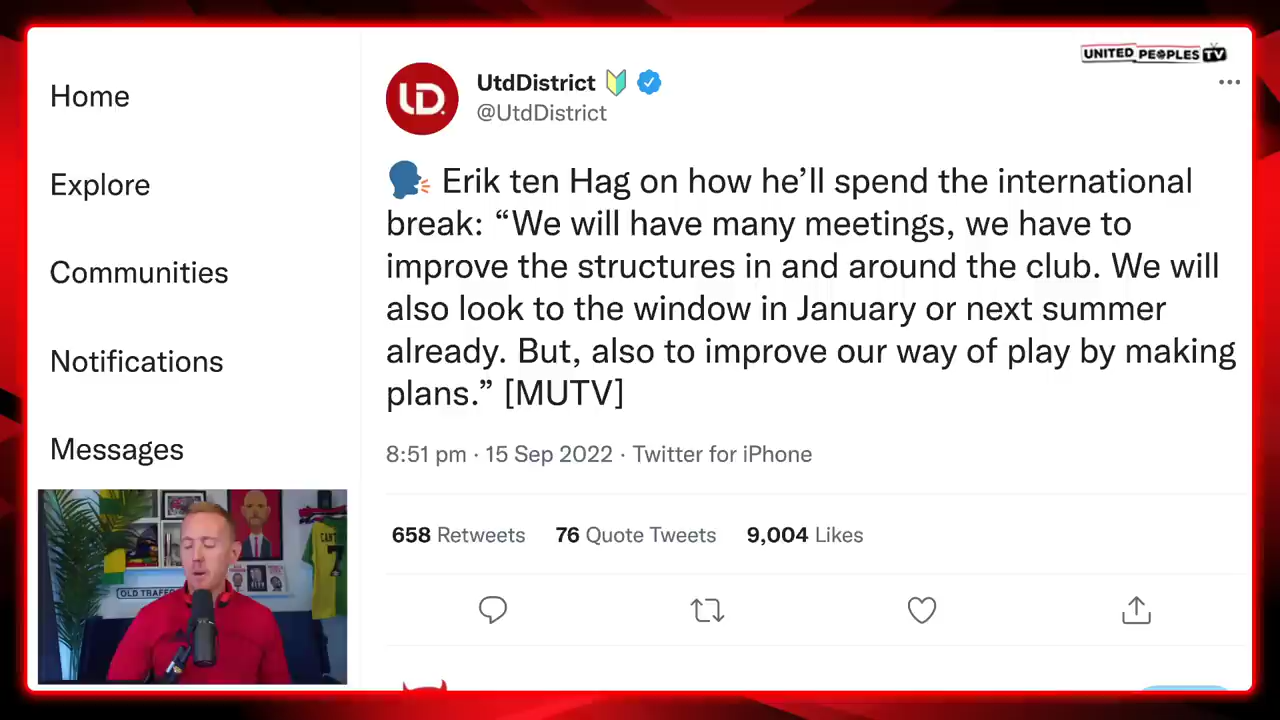 Home
Explore
Communities
Notifications
Messages
UNITED PEOPLES TV
UD.
UtdDistrict
@UtdDistrict
Erik ten Hag on how he’ll spend the international
break: “We will have many meetings, we have to
improve the structures in and around the club. We will
also look to the window in January or next summer
already. But, also to improve our way of play by making
plans.” [MUTV]
8:51 pm · 15 Sep 2022 · Twitter for iPhone
658 Retweets 76 Quote Tweets 9,004 Likes
OLD TRAFFO
7